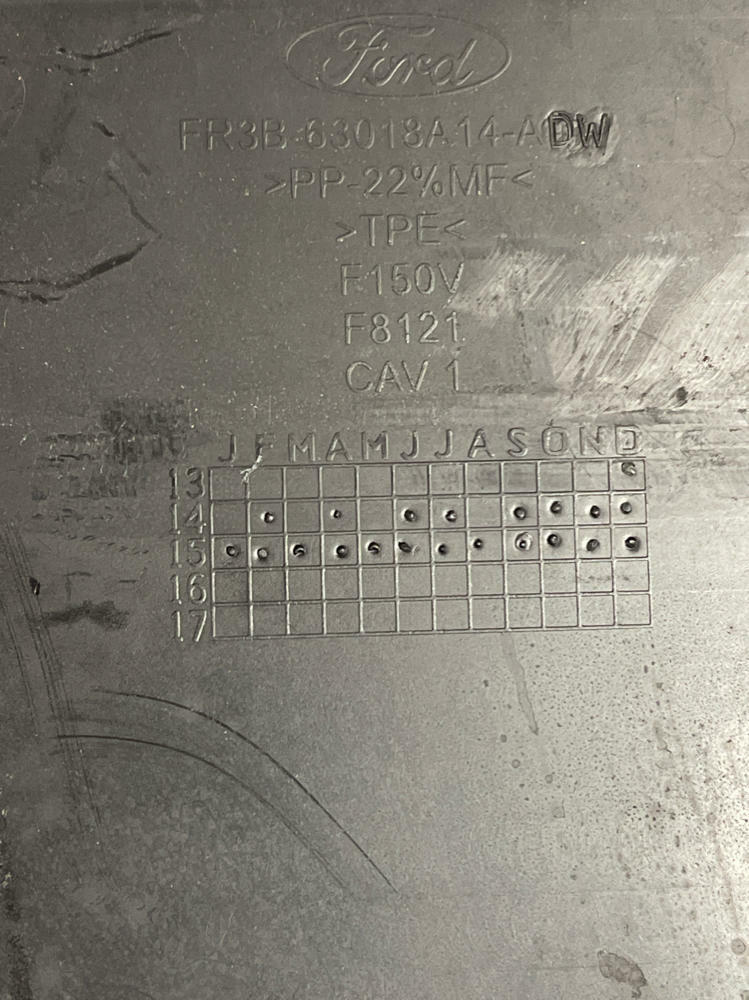 Ford
FR3B-63018A14-ADW
>PP-22%MF<
>TPE<
F150V
F8121
CAV 1
J F M A M J J A S O N D
13
14
15
16
17